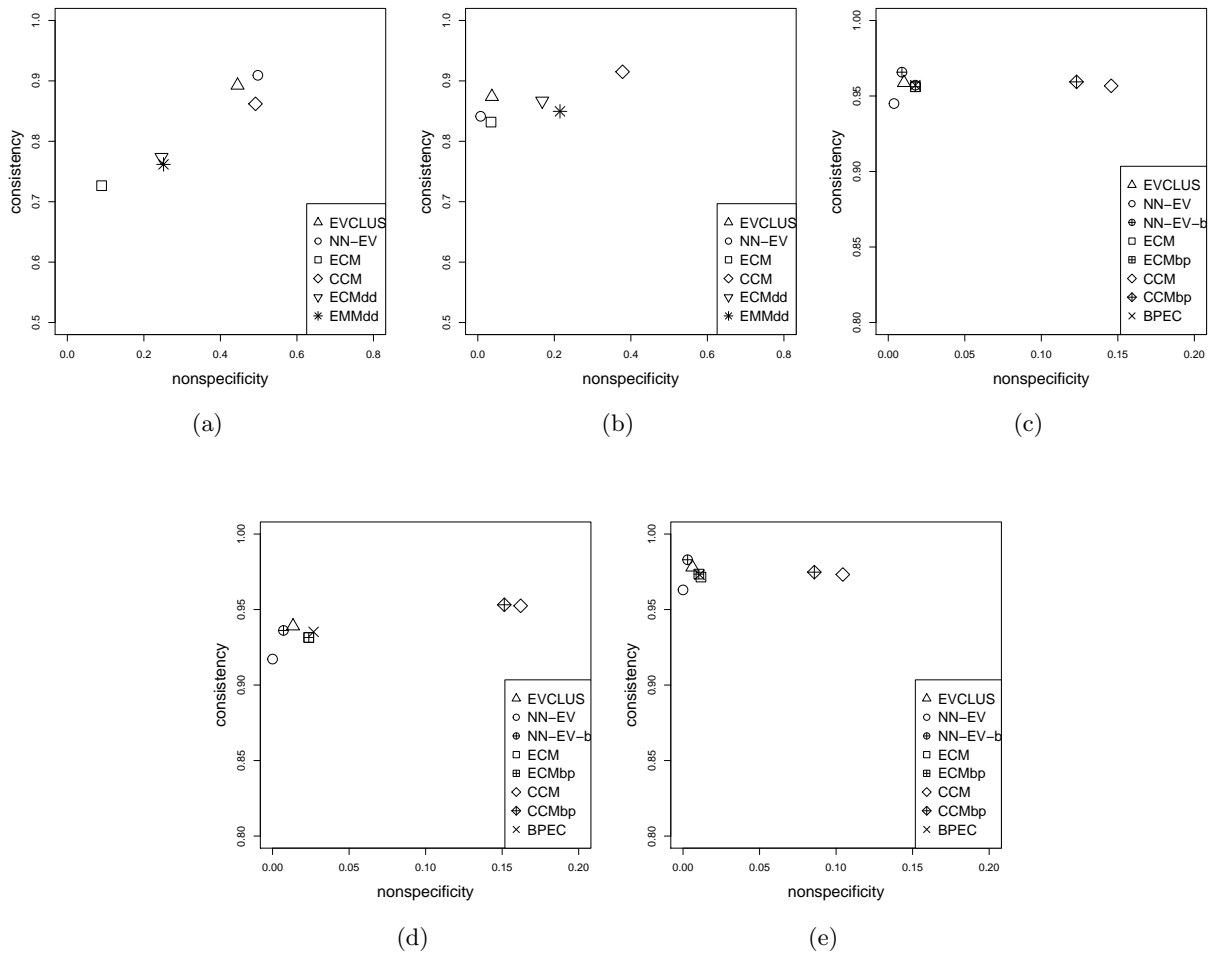 1.0
0.9
0.8
0.7
0.6
0.5
consistency
0.0 0.2 0.4 0.6 0.8
nonspecificity
EVCLUS
NN−EV
ECM
CCM
ECMdd
EMMdd
(a)
1.0
0.9
0.8
0.7
0.6
0.5
consistency
0.0 0.2 0.4 0.6 0.8
nonspecificity
EVCLUS
NN−EV
ECM
CCM
ECMdd
EMMdd
(b)
1.00
0.95
0.90
0.85
0.80
consistency
0.00 0.05 0.10 0.15 0.20
nonspecificity
EVCLUS
NN−EV
NN−EV−b
ECM
ECMbp
CCM
CCMbp
BPEC
(c)
1.00
0.95
0.90
0.85
0.80
consistency
0.00 0.05 0.10 0.15 0.20
nonspecificity
EVCLUS
NN−EV
NN−EV−b
ECM
ECMbp
CCM
CCMbp
BPEC
(d)
1.00
0.95
0.90
0.85
0.80
consistency
0.00 0.05 0.10 0.15 0.20
nonspecificity
EVCLUS
NN−EV
NN−EV−b
ECM
ECMbp
CCM
CCMbp
BPEC
(e)